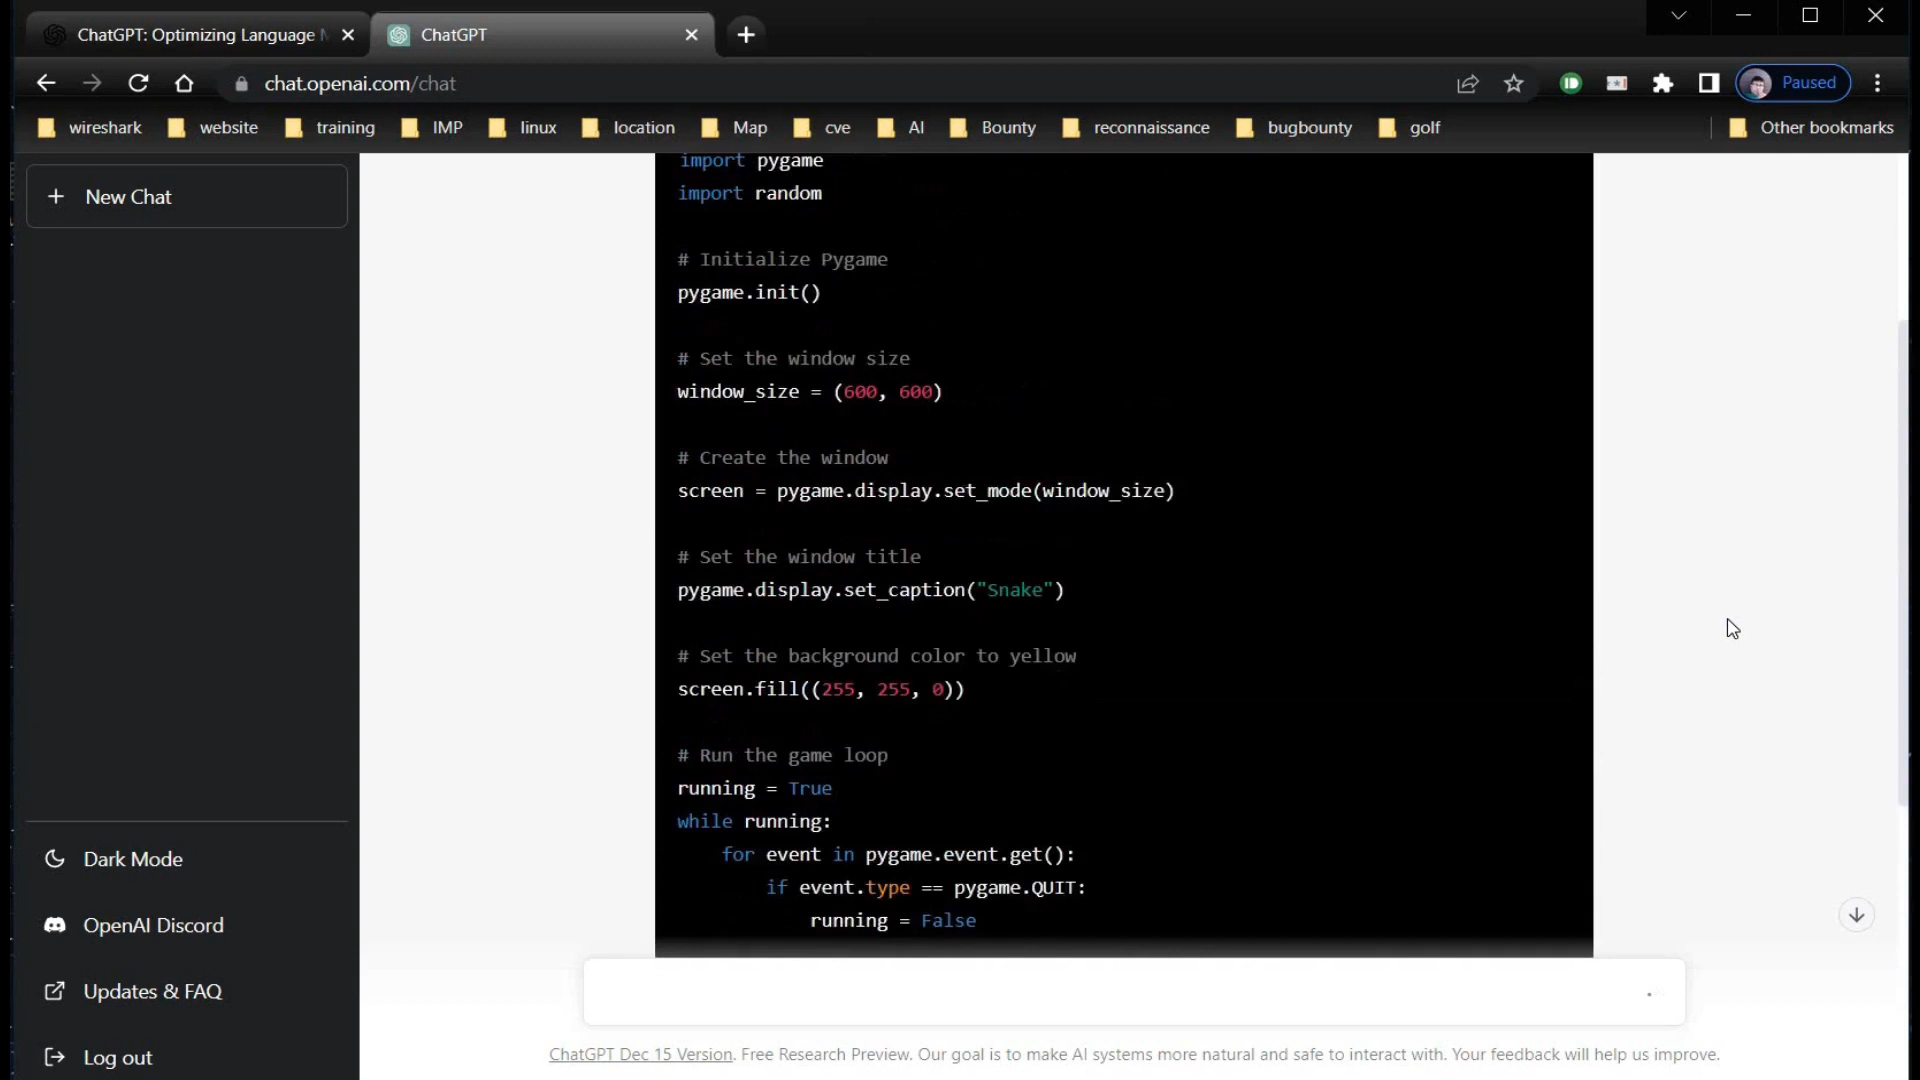 ChatGPT: Optimizing Language
ChatGPT
chat.openai.com/chat
Paused
wireshark website training IMP linux location Map cve AI Bounty reconnaissance bugbounty golf Other bookmarks
+ New Chat
import pygame
import random
# Initialize Pygame
pygame.init()
# Set the window size
window_size = (600, 600)
# Create the window
screen = pygame.display.set_mode(window_size)
# Set the window title
pygame.display.set_caption("Snake")
# Set the background color to yellow
screen.fill((255, 255, 0))
# Run the game loop
running = True
while running:
    for event in pygame.event.get():
        if event.type == pygame.QUIT:
            running = False
Dark Mode
OpenAI Discord
Updates & FAQ
Log out
ChatGPT Dec 15 Version. Free Research Preview. Our goal is to make AI systems more natural and safe to interact with. Your feedback will help us improve.